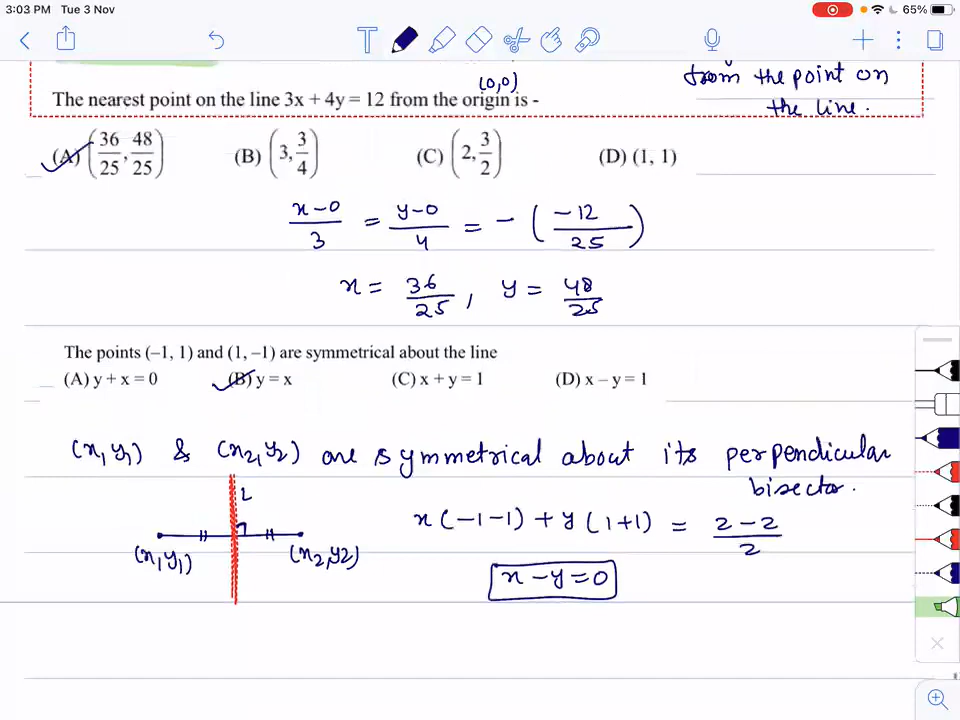 3:03 PM Tue 3 Nov
65%
T
from the point on
the line.
(0,0)
The nearest point on the line 3x + 4y = 12 from the origin is -
(A) (36/25, 48/25) (B) (3, 3/4) (C) (2, 3/2) (D) (1, 1)
x-0/3 = y-0/4 = -(-12/25)
x = 36/25, y = 48/25
The points (–1, 1) and (1, –1) are symmetrical about the line
(A) y + x = 0 (B) y = x (C) x + y = 1 (D) x – y = 1
(x1,y1) & (x2,y2) are symmetrical about its perpendicular
bisector.
L
x(-1-1) + y(1+1) = 2-2/2
(x1,y1) (x2,y2)
x-y=0